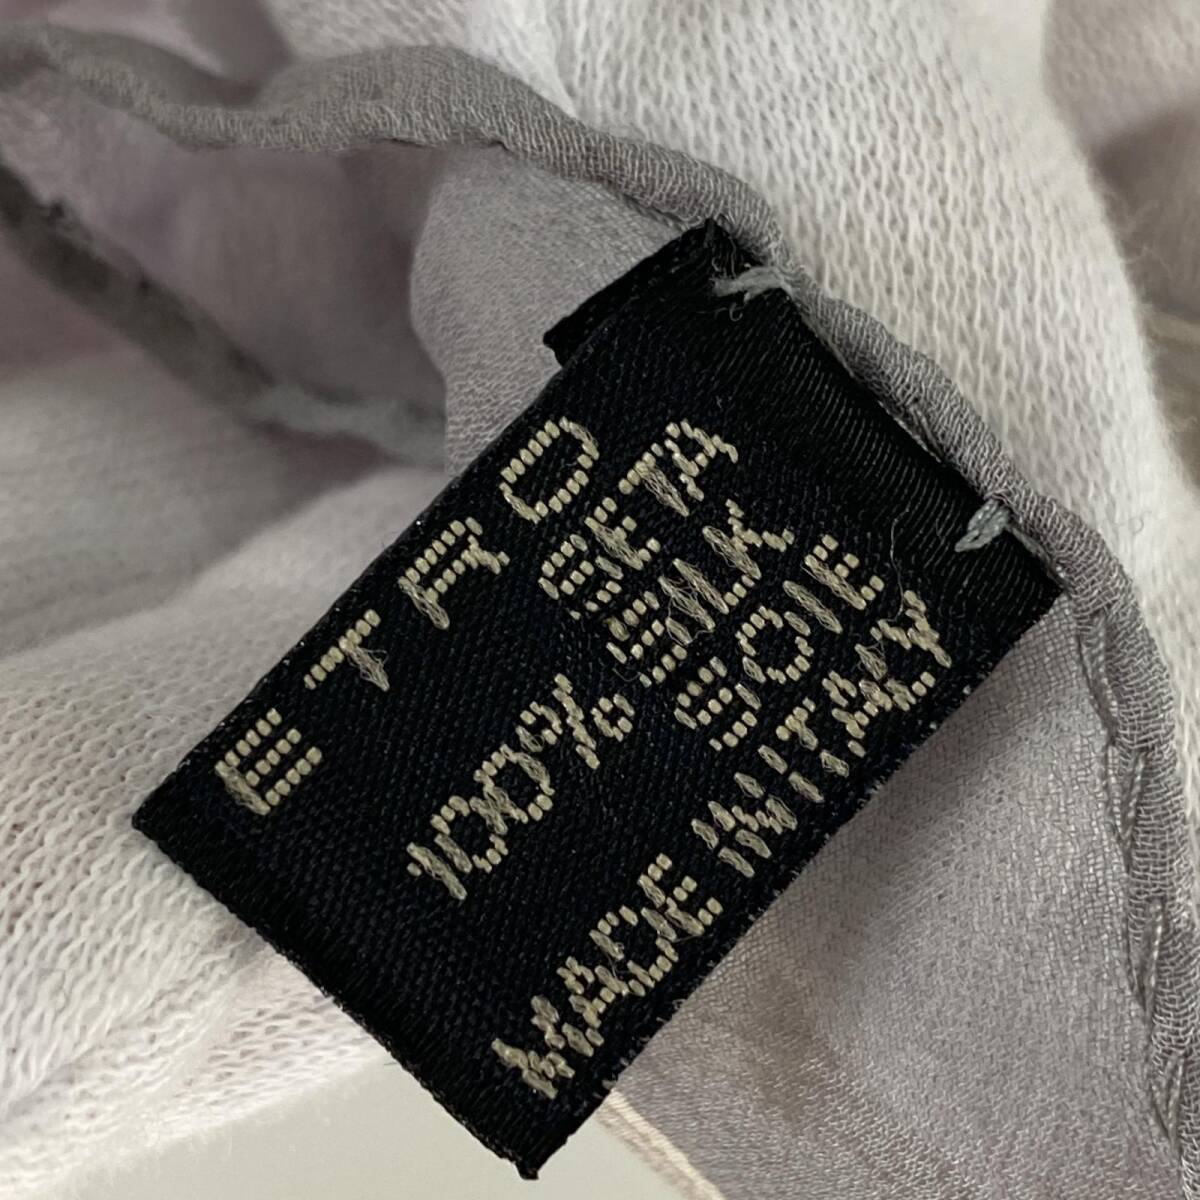 ETRO
SETA
100% SILK
SOIE
MADE IN ITALY